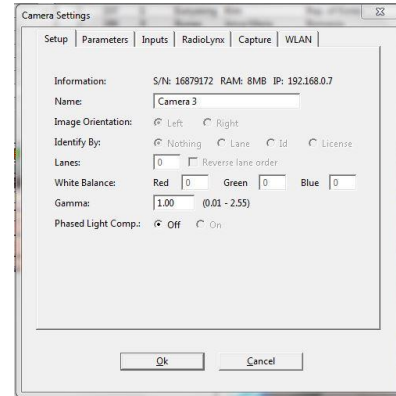 Camera Settings
Setup Parameters Inputs RadioLynx Capture WLAN
Information: S/N: 16879172 RAM: 8MB IP: 192.168.0.7
Name: Camera 3
Image Orientation: Left Right
Identify By: Nothing Lane Id License
Lanes: 0 Reverse lane order
White Balance: Red 0 Green 0 Blue 0
Gamma: 1.00 (0.01 - 2.55)
Phased Light Comp.: Off On
Ok Cancel